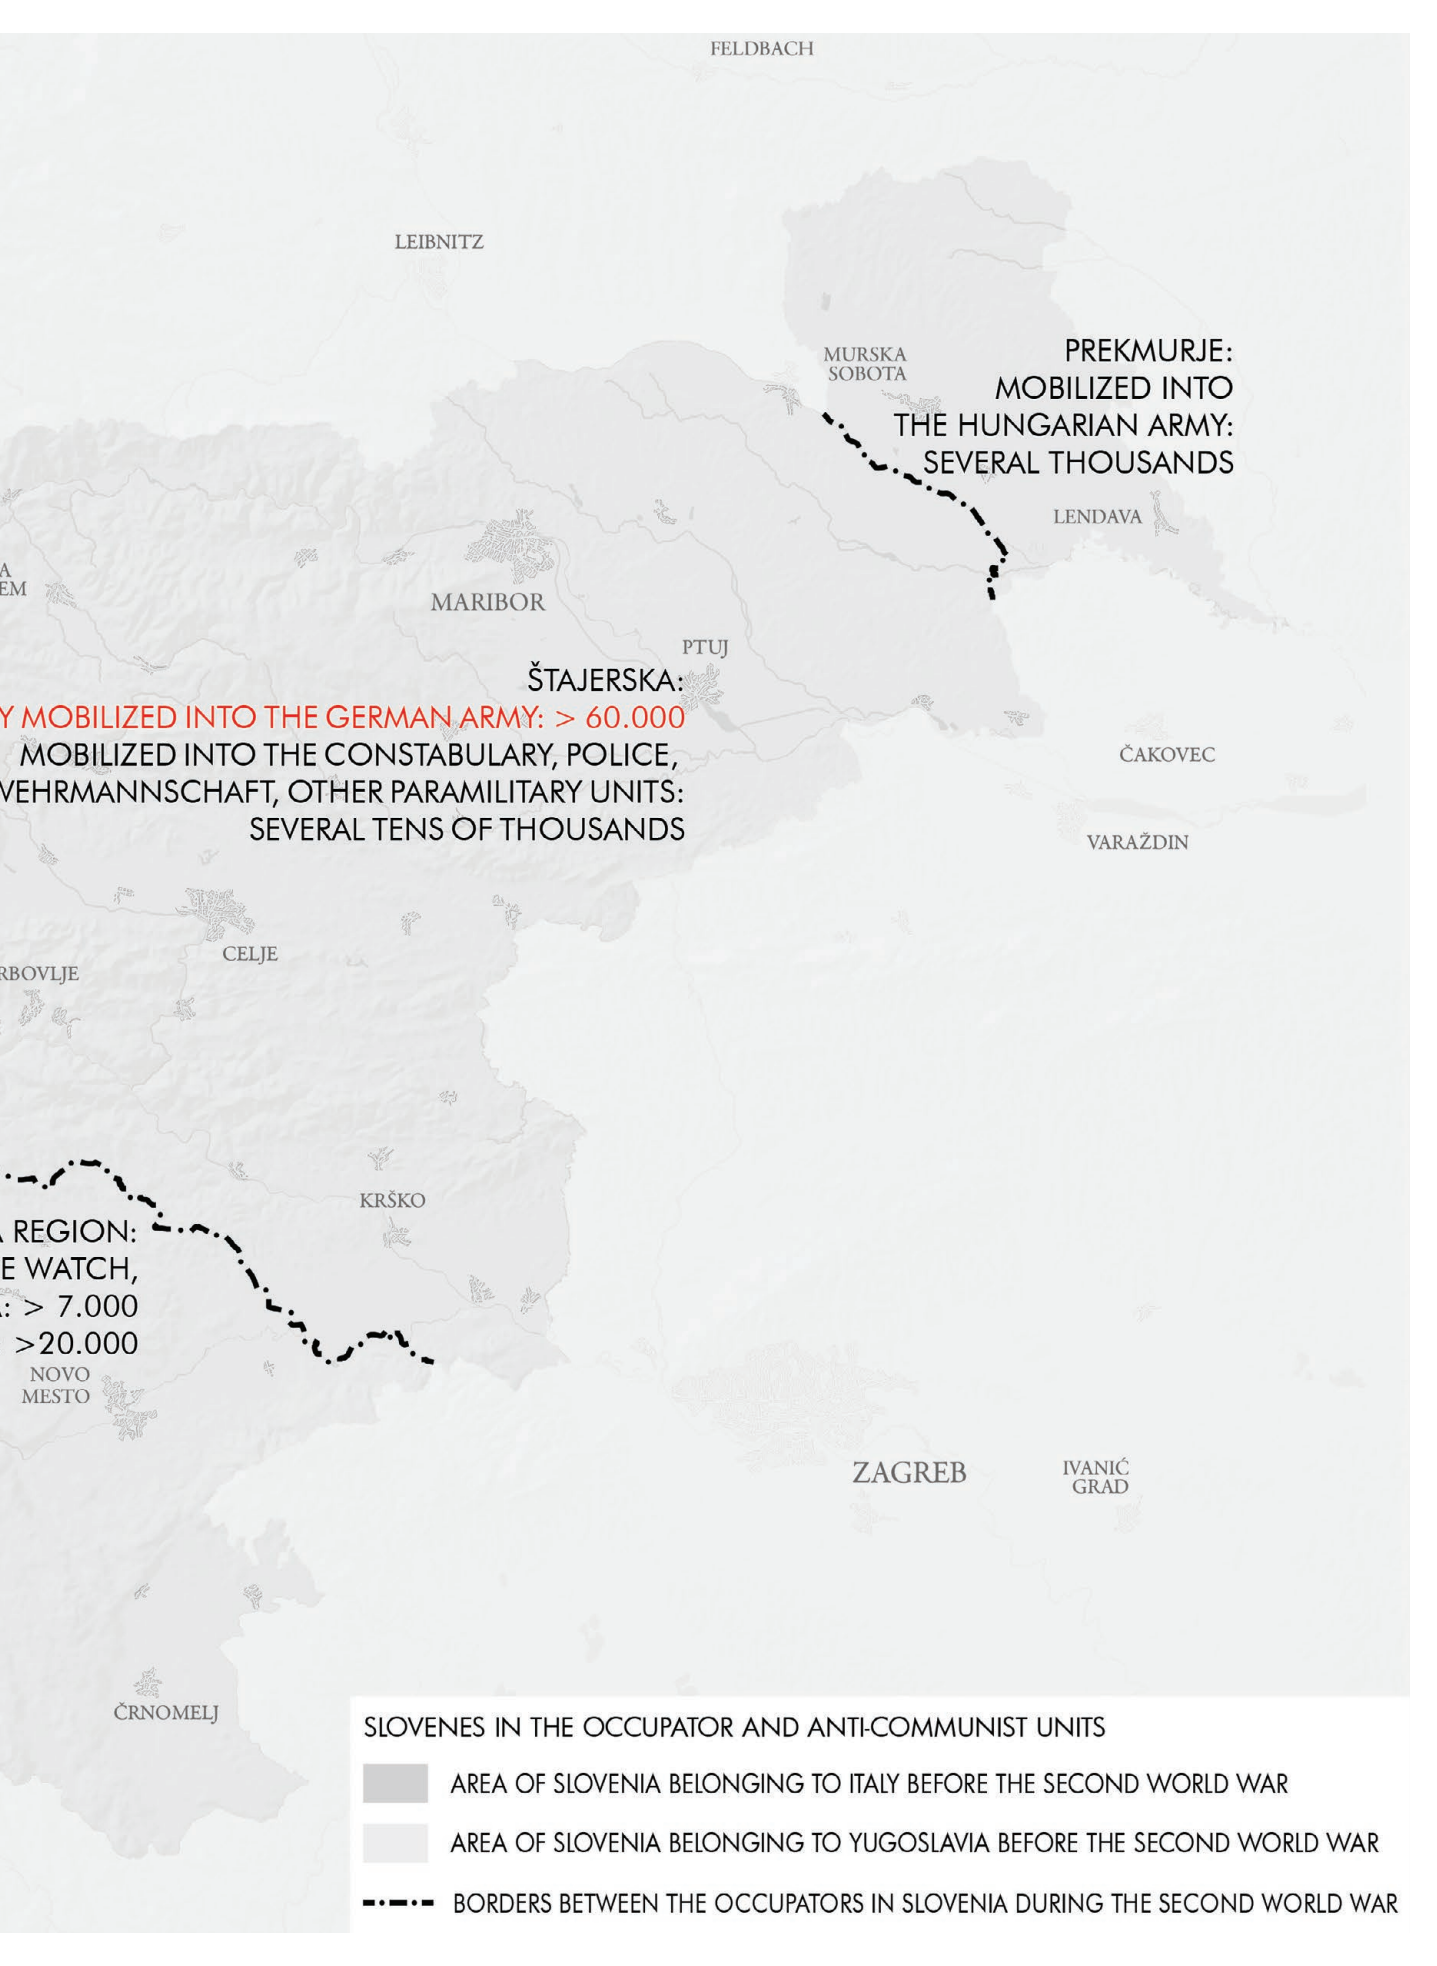 FELDBACH
LEIBNITZ
MURSKA
SOBOTA
PREKMURJE:
MOBILIZED INTO
THE HUNGARIAN ARMY:
SEVERAL THOUSANDS
LENDAVA
A
EM
MARIBOR
PTUJ
ŠTAJERSKA:
Y MOBILIZED INTO THE GERMAN ARMY: > 60.000
MOBILIZED INTO THE CONSTABULARY, POLICE,
WEHRMANNSCHAFT, OTHER PARAMILITARY UNITS:
SEVERAL TENS OF THOUSANDS
ČAKOVEC
VARAŽDIN
CELJE
RBOVLJE
KRŠKO
A REGION:
E WATCH,
A: > 7.000
>20.000
NOVO
MESTO
ZAGREB
IVANIĆ
GRAD
ČRNOMELJ
SLOVENES IN THE OCCUPATOR AND ANTI-COMMUNIST UNITS
AREA OF SLOVENIA BELONGING TO ITALY BEFORE THE SECOND WORLD WAR
AREA OF SLOVENIA BELONGING TO YUGOSLAVIA BEFORE THE SECOND WORLD WAR
BORDERS BETWEEN THE OCCUPATORS IN SLOVENIA DURING THE SECOND WORLD WAR